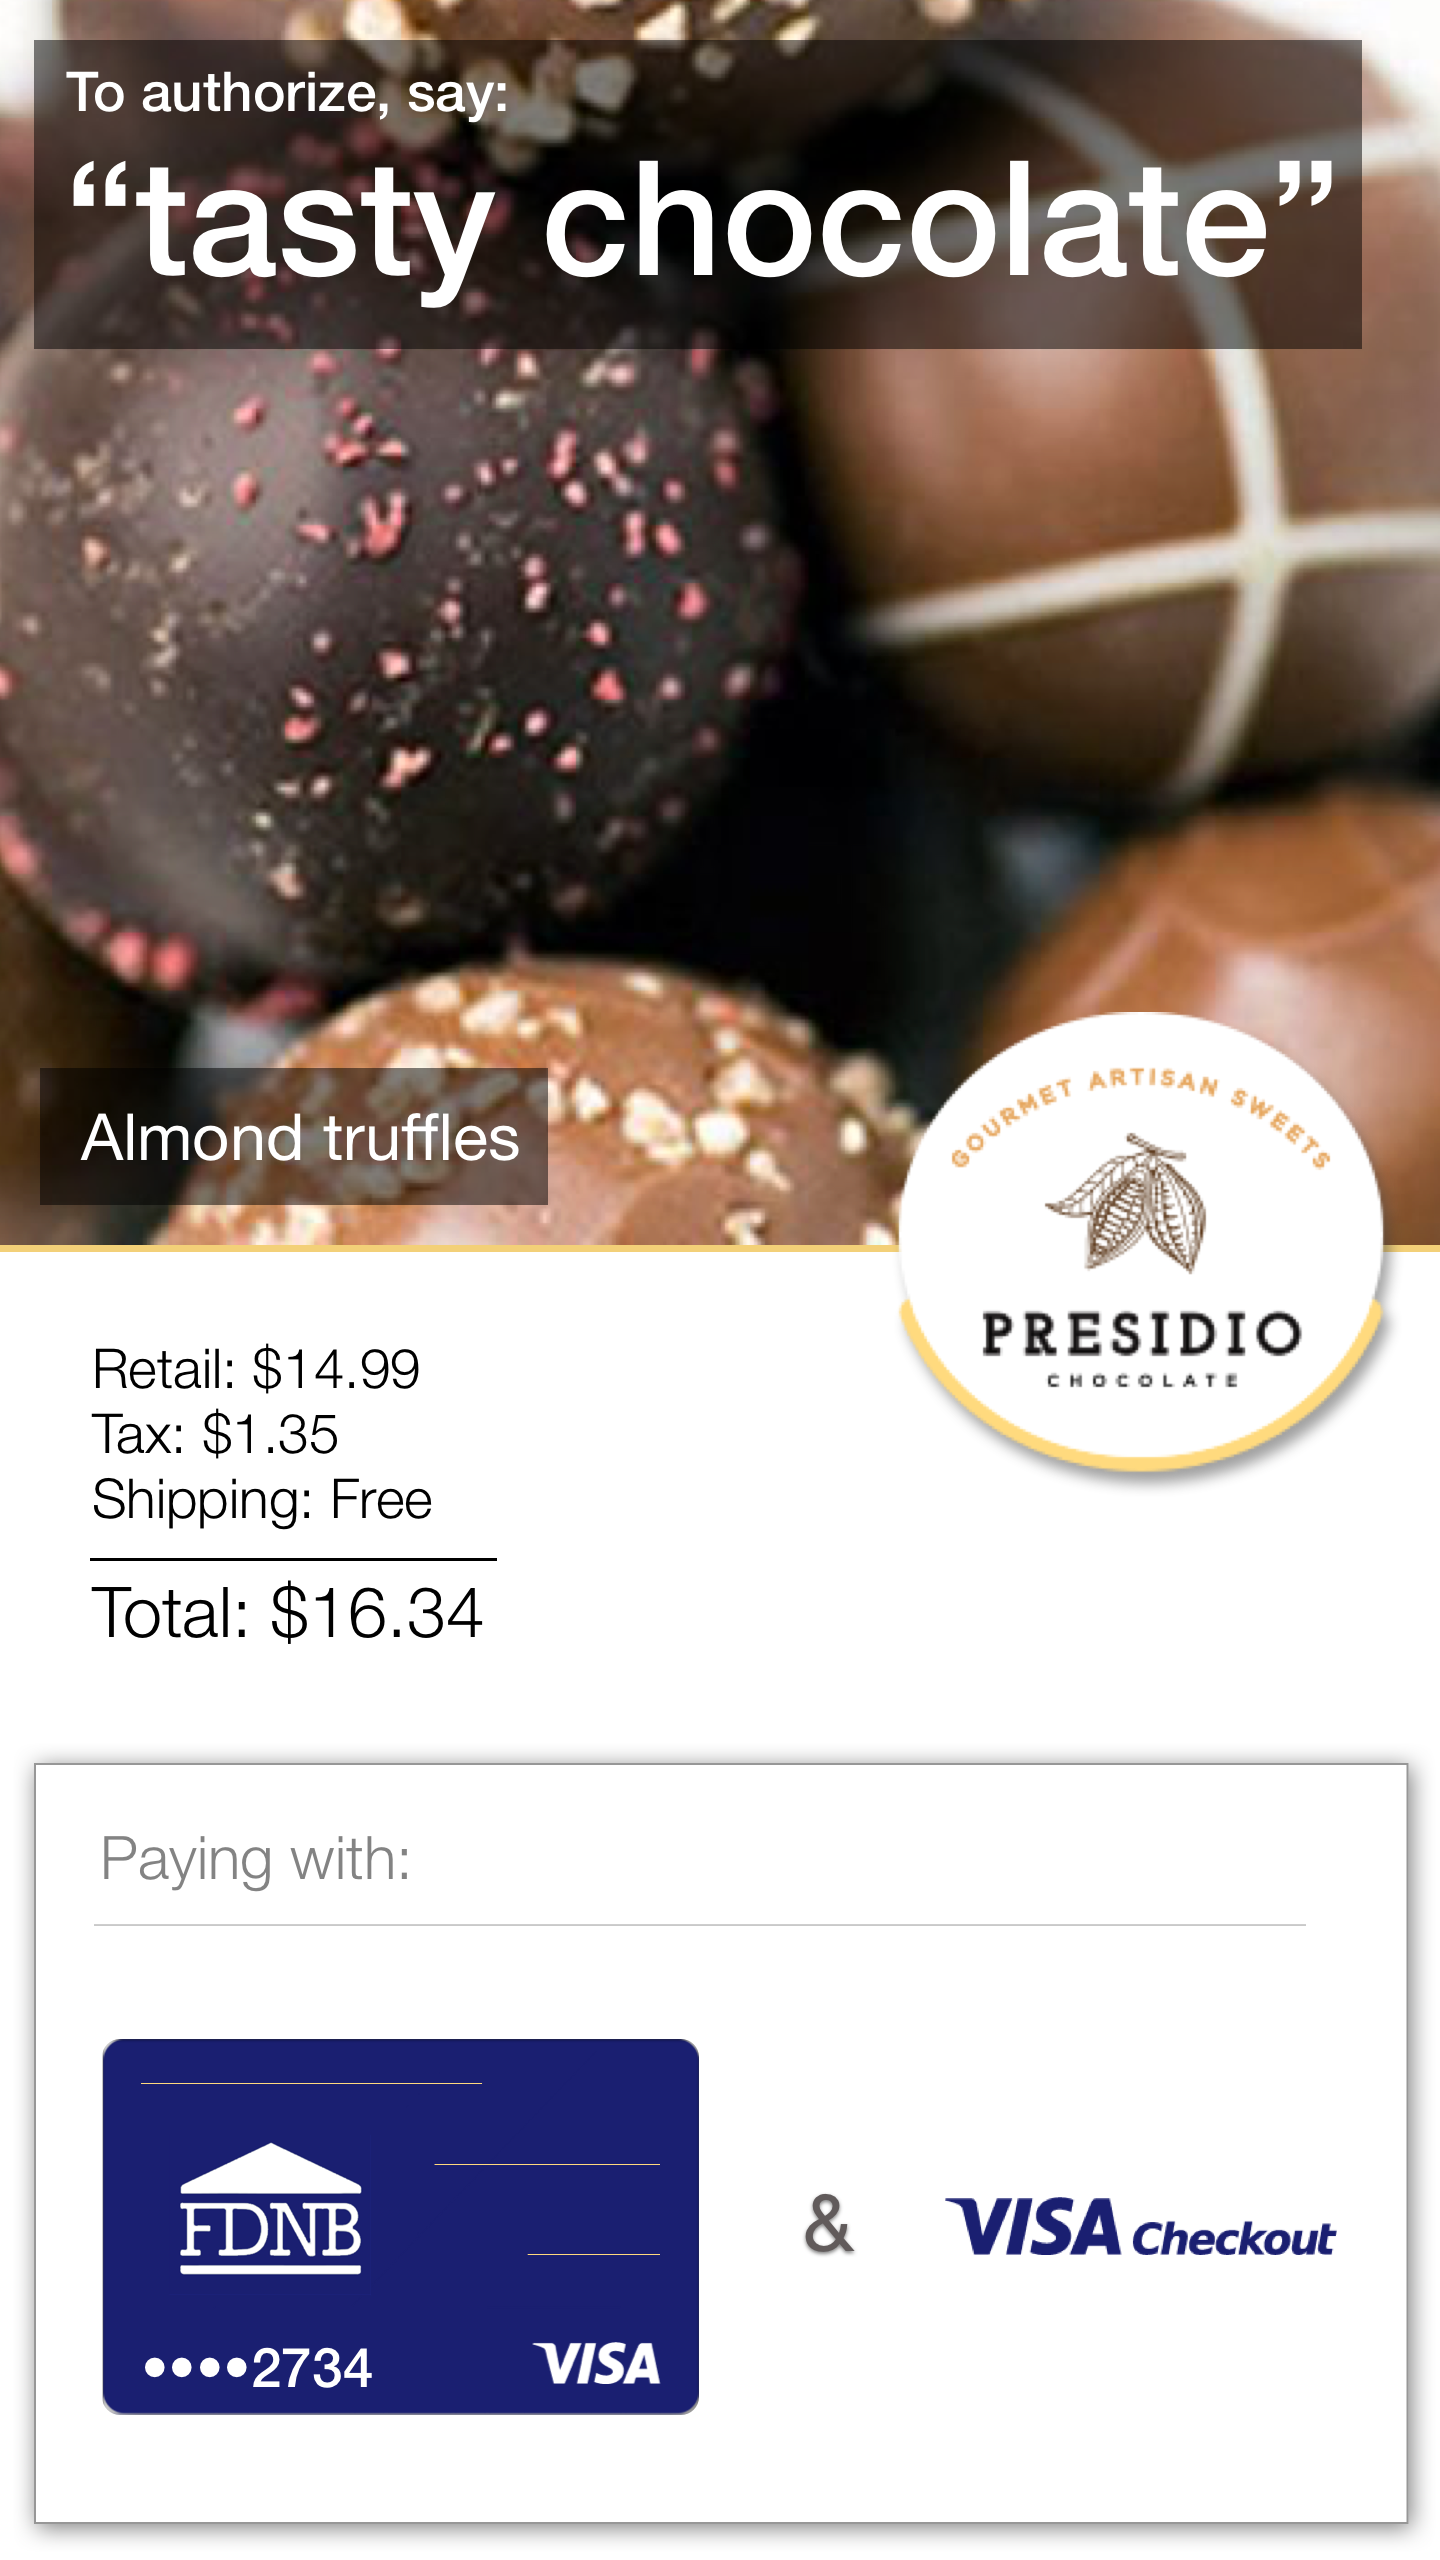 To authorize, say:
“tasty chocolate”
Almond truffles
GOURMET ARTISAN SWEETS
PRESIDIO
CHOCOLATE
Retail: $14.99
Tax: $1.35
Shipping: Free
Total: $16.34
Paying with:
FDNB
••••2734
VISA
&
VISA Checkout